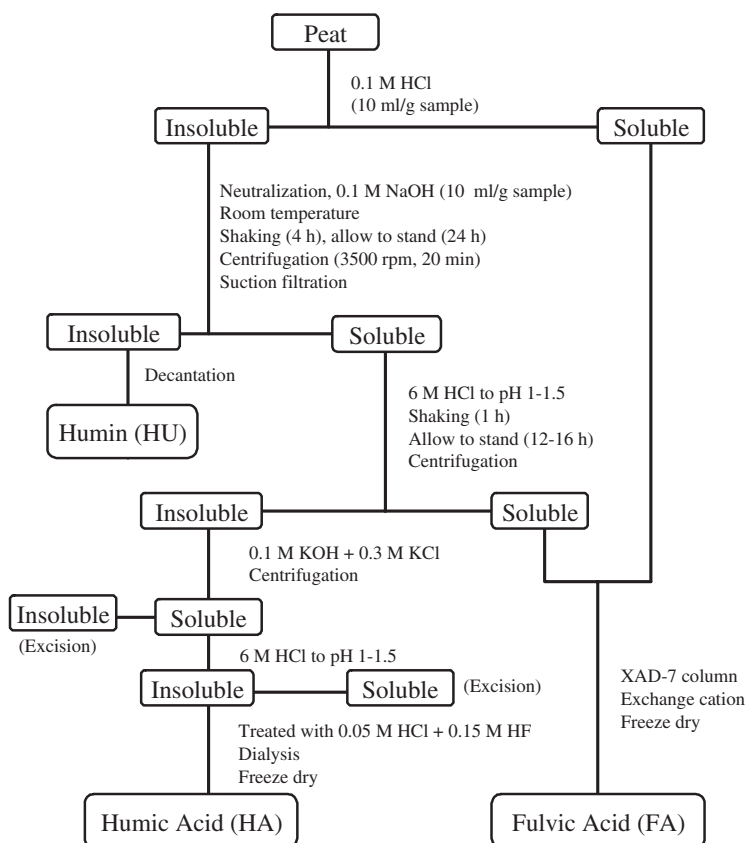 Peat
0.1 M HCl
(10 ml/g sample)
Insoluble
Soluble
Neutralization, 0.1 M NaOH (10 ml/g sample)
Room temperature
Shaking (4 h), allow to stand (24 h)
Centrifugation (3500 rpm, 20 min)
Suction filtration
Insoluble
Soluble
Decantation
Humin (HU)
6 M HCl to pH 1-1.5
Shaking (1 h)
Allow to stand (12-16 h)
Centrifugation
Insoluble
Soluble
0.1 M KOH + 0.3 M KCl
Centrifugation
Insoluble
(Excision)
Soluble
6 M HCl to pH 1-1.5
Insoluble
Soluble
(Excision)
XAD-7 column
Exchange cation
Freeze dry
Treated with 0.05 M HCl + 0.15 M HF
Dialysis
Freeze dry
Humic Acid (HA)
Fulvic Acid (FA)